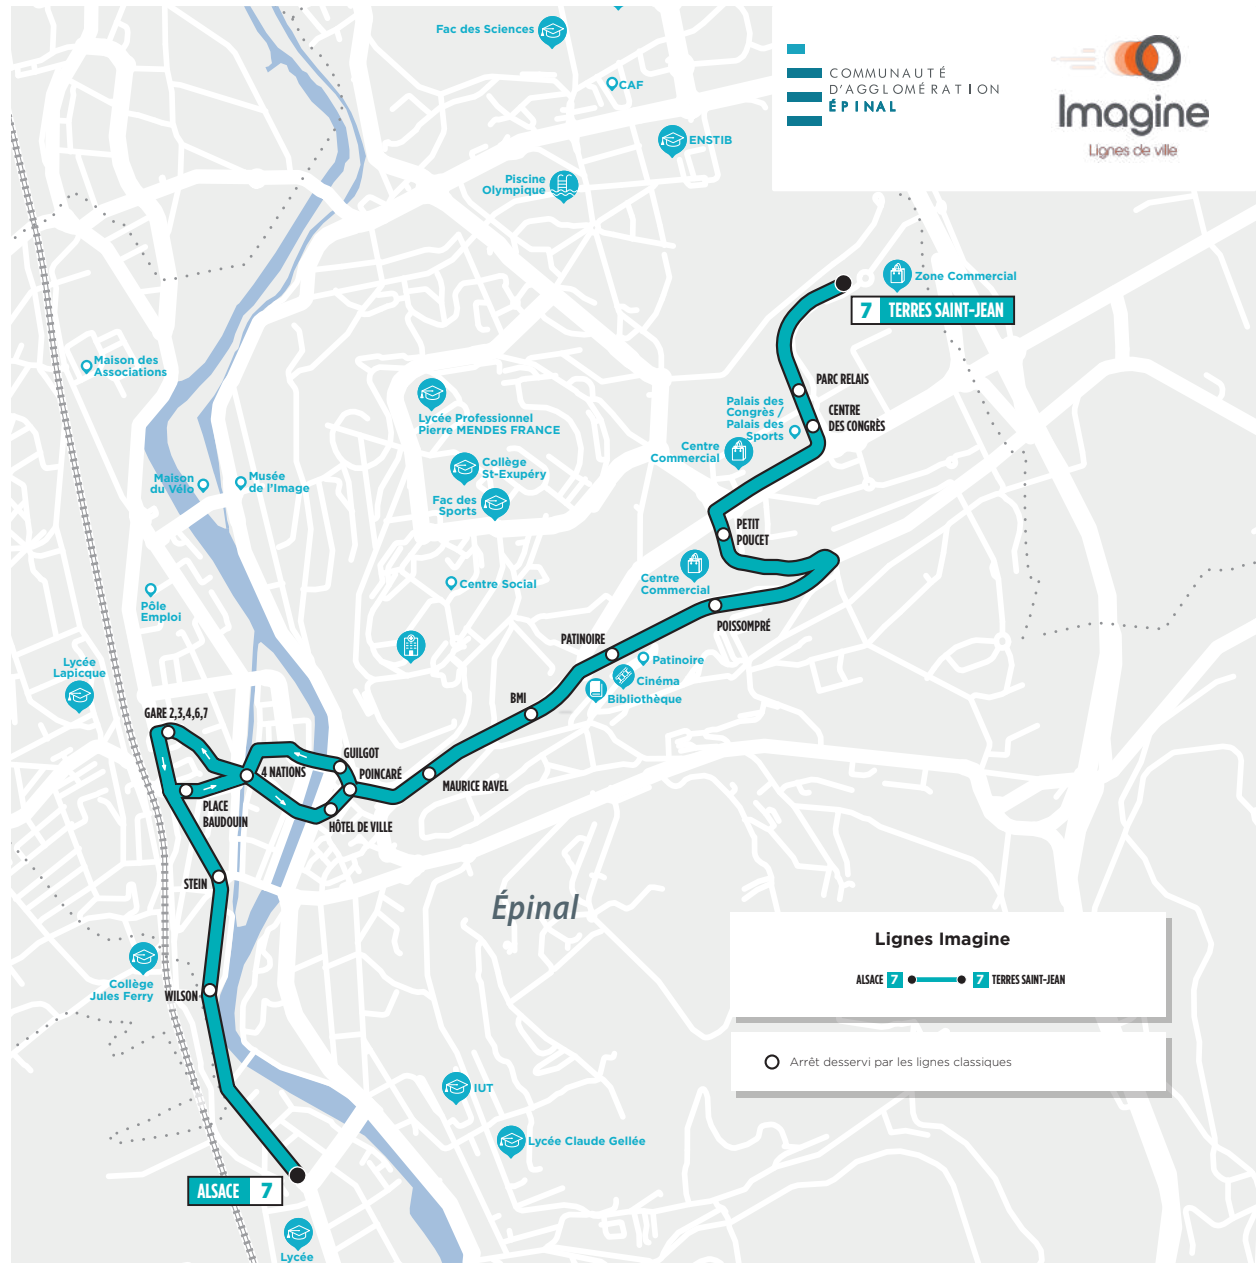 Fac des Sciences
CAF
ENSTIB
Piscine
Olympique
COMMUNAUTÉ
D'AGGLOMÉRATION
ÉPINAL
Imagine
Lignes de ville
Zone Commercial
7 TERRES SAINT-JEAN
Maison des
Associations
PARC RELAIS
Lycée Professionnel
Pierre MENDES FRANCE
Palais des
Congrès /
Palais des
Sports
CENTRE
DES CONGRÈS
Centre
Commercial
Collège
St-Exupéry
Maison
du Vélo
Musée
de l'Image
Fac des
Sports
PETIT
POUCET
Centre Social
Centre
Commercial
Pôle
Emploi
POISSOMPRÉ
PATINOIRE
Patinoire
Lycée
Lapicque
Cinéma
Bibliothèque
BMI
GARE 2,3,4,6,7
GUILGOT
4 NATIONS
POINCARÉ
MAURICE RAVEL
PLACE
BAUDOUIN
HÔTEL DE VILLE
STEIN
Épinal
Lignes Imagine
ALSACE 7 7 TERRES SAINT-JEAN
Collège
Jules Ferry
WILSON
Arrêt desservi par les lignes classiques
IUT
Lycée Claude Gellée
ALSACE 7
Lycée